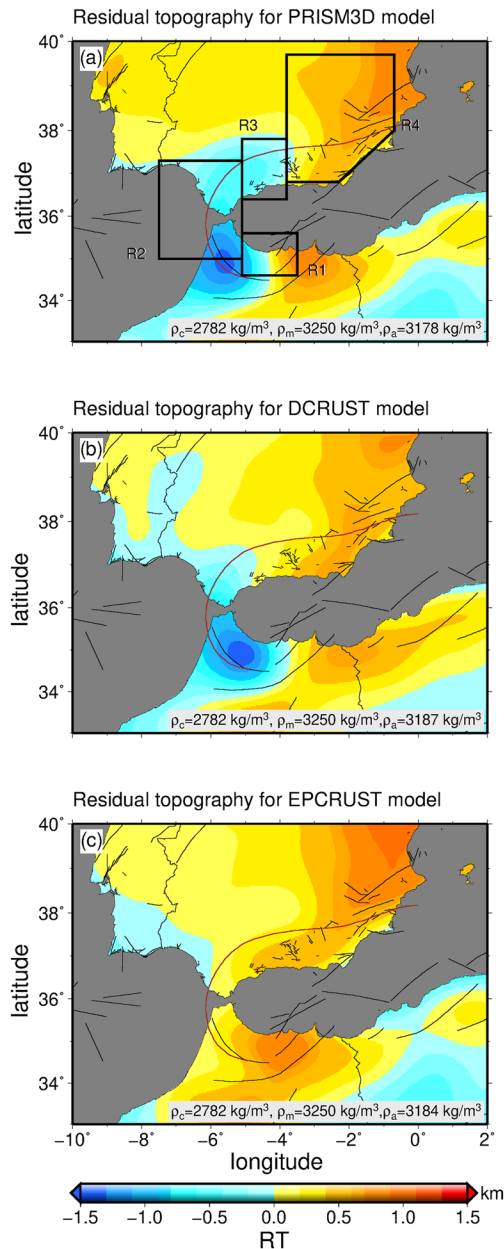 Residual topography for PRISM3D model
40˚
(a)
R3
38˚
R4
latitude
36˚
R2
R1
34˚
ρc=2782 kg/m³, ρm=3250 kg/m³,ρa=3178 kg/m³
Residual topography for DCRUST model
40˚
(b)
38˚
latitude
36˚
34˚
ρc=2782 kg/m³, ρm=3250 kg/m³,ρa=3187 kg/m³
Residual topography for EPCRUST model
40˚
(c)
38˚
latitude
36˚
34˚
ρc=2782 kg/m³, ρm=3250 kg/m³,ρa=3184 kg/m³
−10˚ −8˚ −6˚ −4˚ −2˚ 0˚ 2˚
longitude
km
−1.5 −1.0 −0.5 0.0 0.5 1.0 1.5
RT